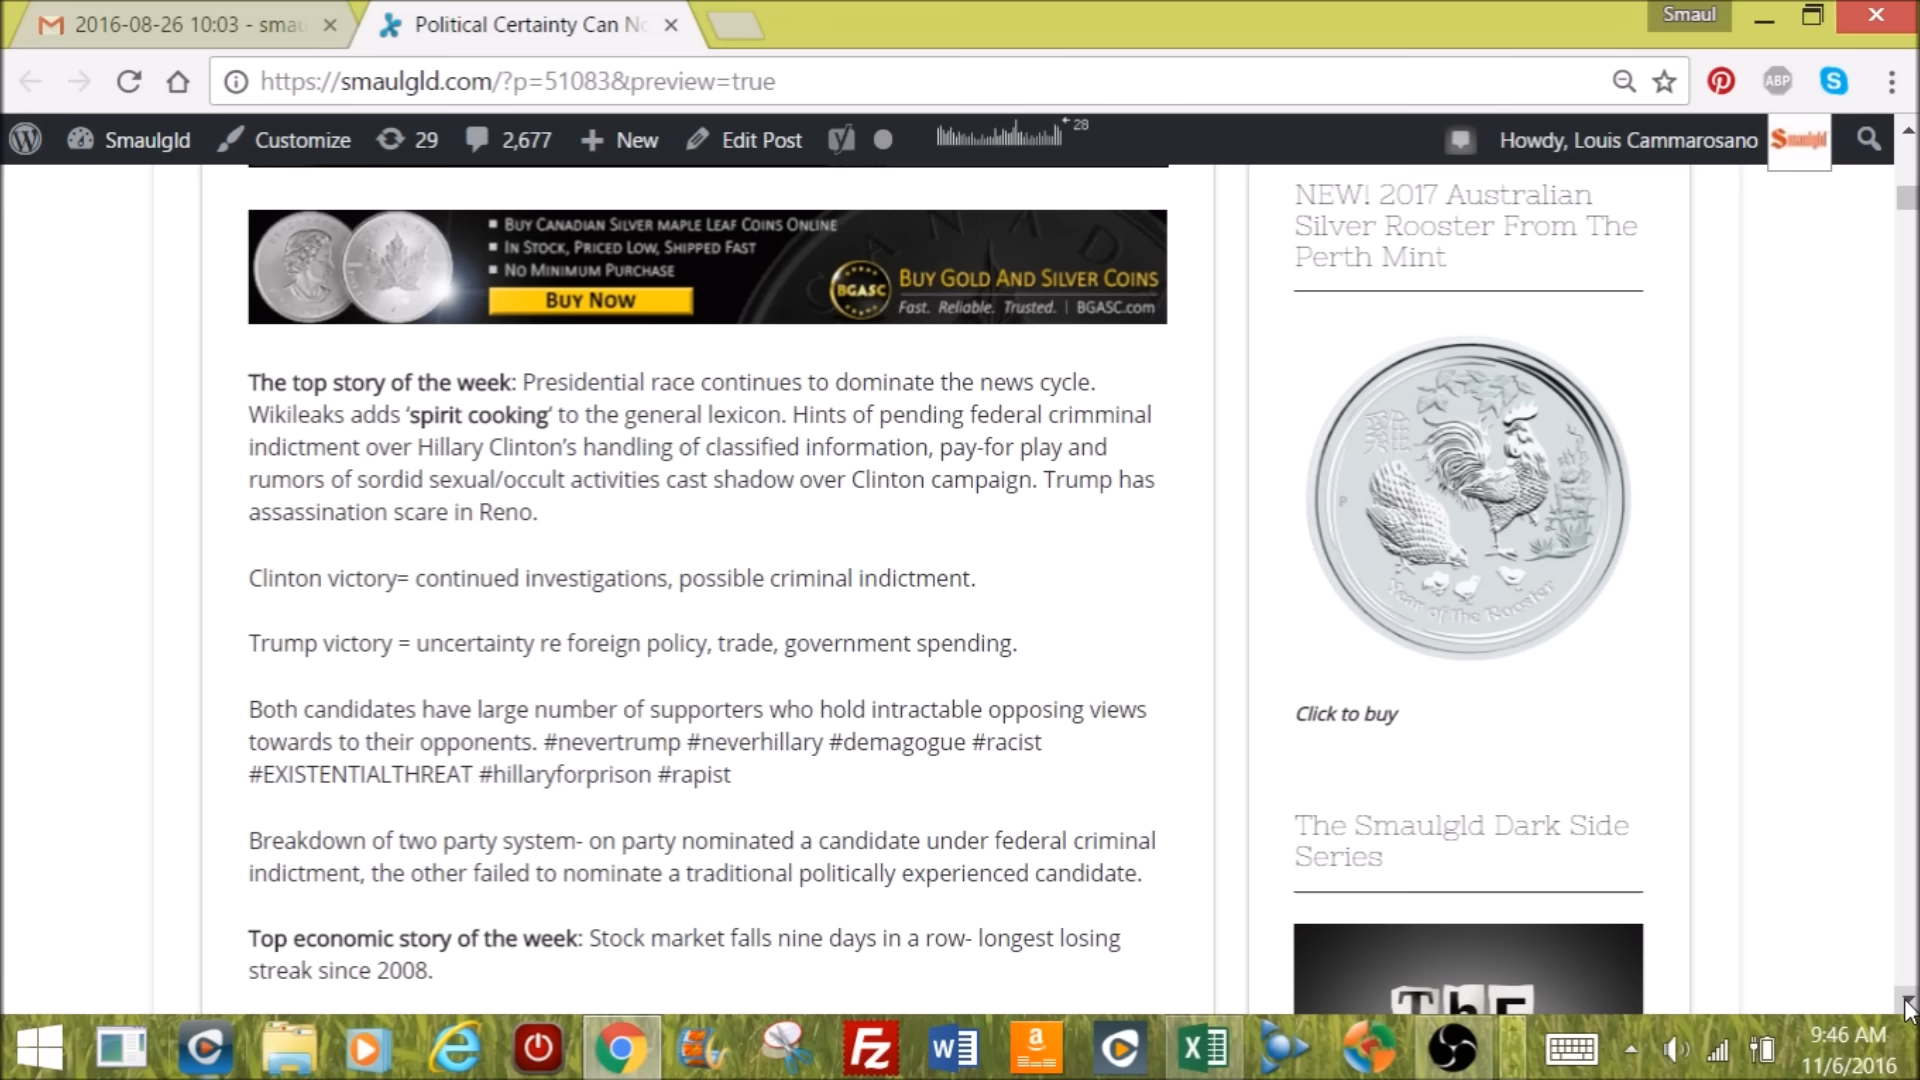 2016-08-26 10:03 - smau
Political Certainty Can No
Smaul
https://smaulgld.com/?p=51083&preview=true
ABP
Smaulgld
Customize
29
2,677
New
Edit Post
28
Howdy, Louis Cammarosano
Smaulgld
BUY CANADIAN SILVER MAPLE LEAF COINS ONLINE
IN STOCK, PRICED LOW, SHIPPED FAST
NO MINIMUM PURCHASE
BUY NOW
CANADA
BGASC
BUY GOLD AND SILVER COINS
Fast. Reliable. Trusted. | BGASC.com
The top story of the week: Presidential race continues to dominate the news cycle.
Wikileaks adds ‘spirit cooking’ to the general lexicon. Hints of pending federal crimminal
indictment over Hillary Clinton’s handling of classified information, pay-for play and
rumors of sordid sexual/occult activities cast shadow over Clinton campaign. Trump has
assassination scare in Reno.
Clinton victory= continued investigations, possible criminal indictment.
Trump victory = uncertainty re foreign policy, trade, government spending.
Both candidates have large number of supporters who hold intractable opposing views
towards to their opponents. #nevertrump #neverhillary #demagogue #racist
#EXISTENTIALTHREAT #hillaryforprison #rapist
Breakdown of two party system- on party nominated a candidate under federal criminal
indictment, the other failed to nominate a traditional politically experienced candidate.
Top economic story of the week: Stock market falls nine days in a row- longest losing
streak since 2008.
NEW! 2017 Australian
Silver Rooster From The
Perth Mint
P
Year of the Rooster
Click to buy
The Smaulgld Dark Side
Series
ThE
9:46 AM
11/6/2016